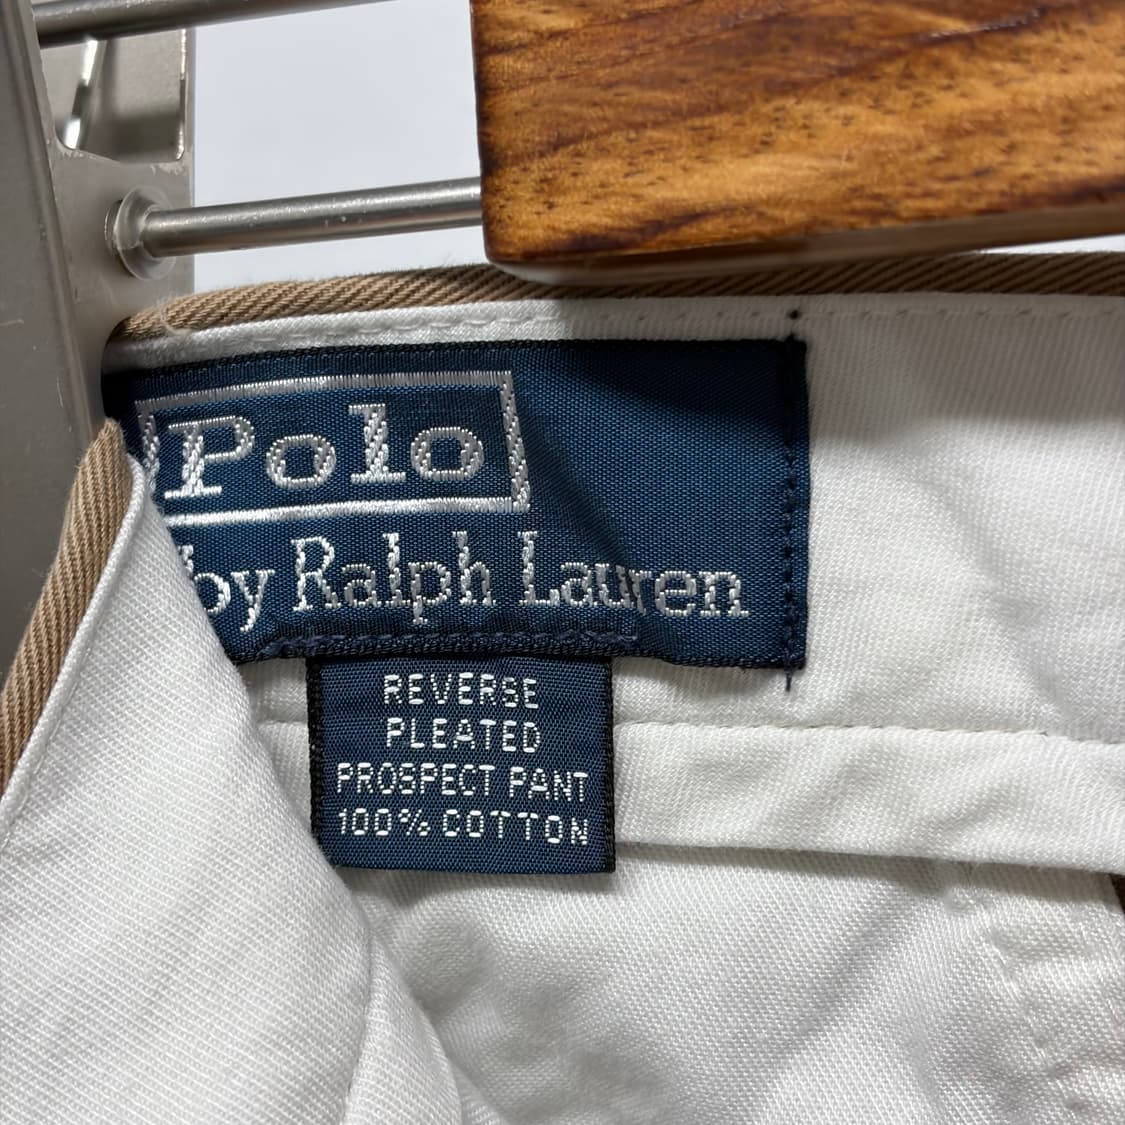 Polo
by Ralph Lauren
REVERSE
PLEATED
PROSPECT PANT
100% COTTON